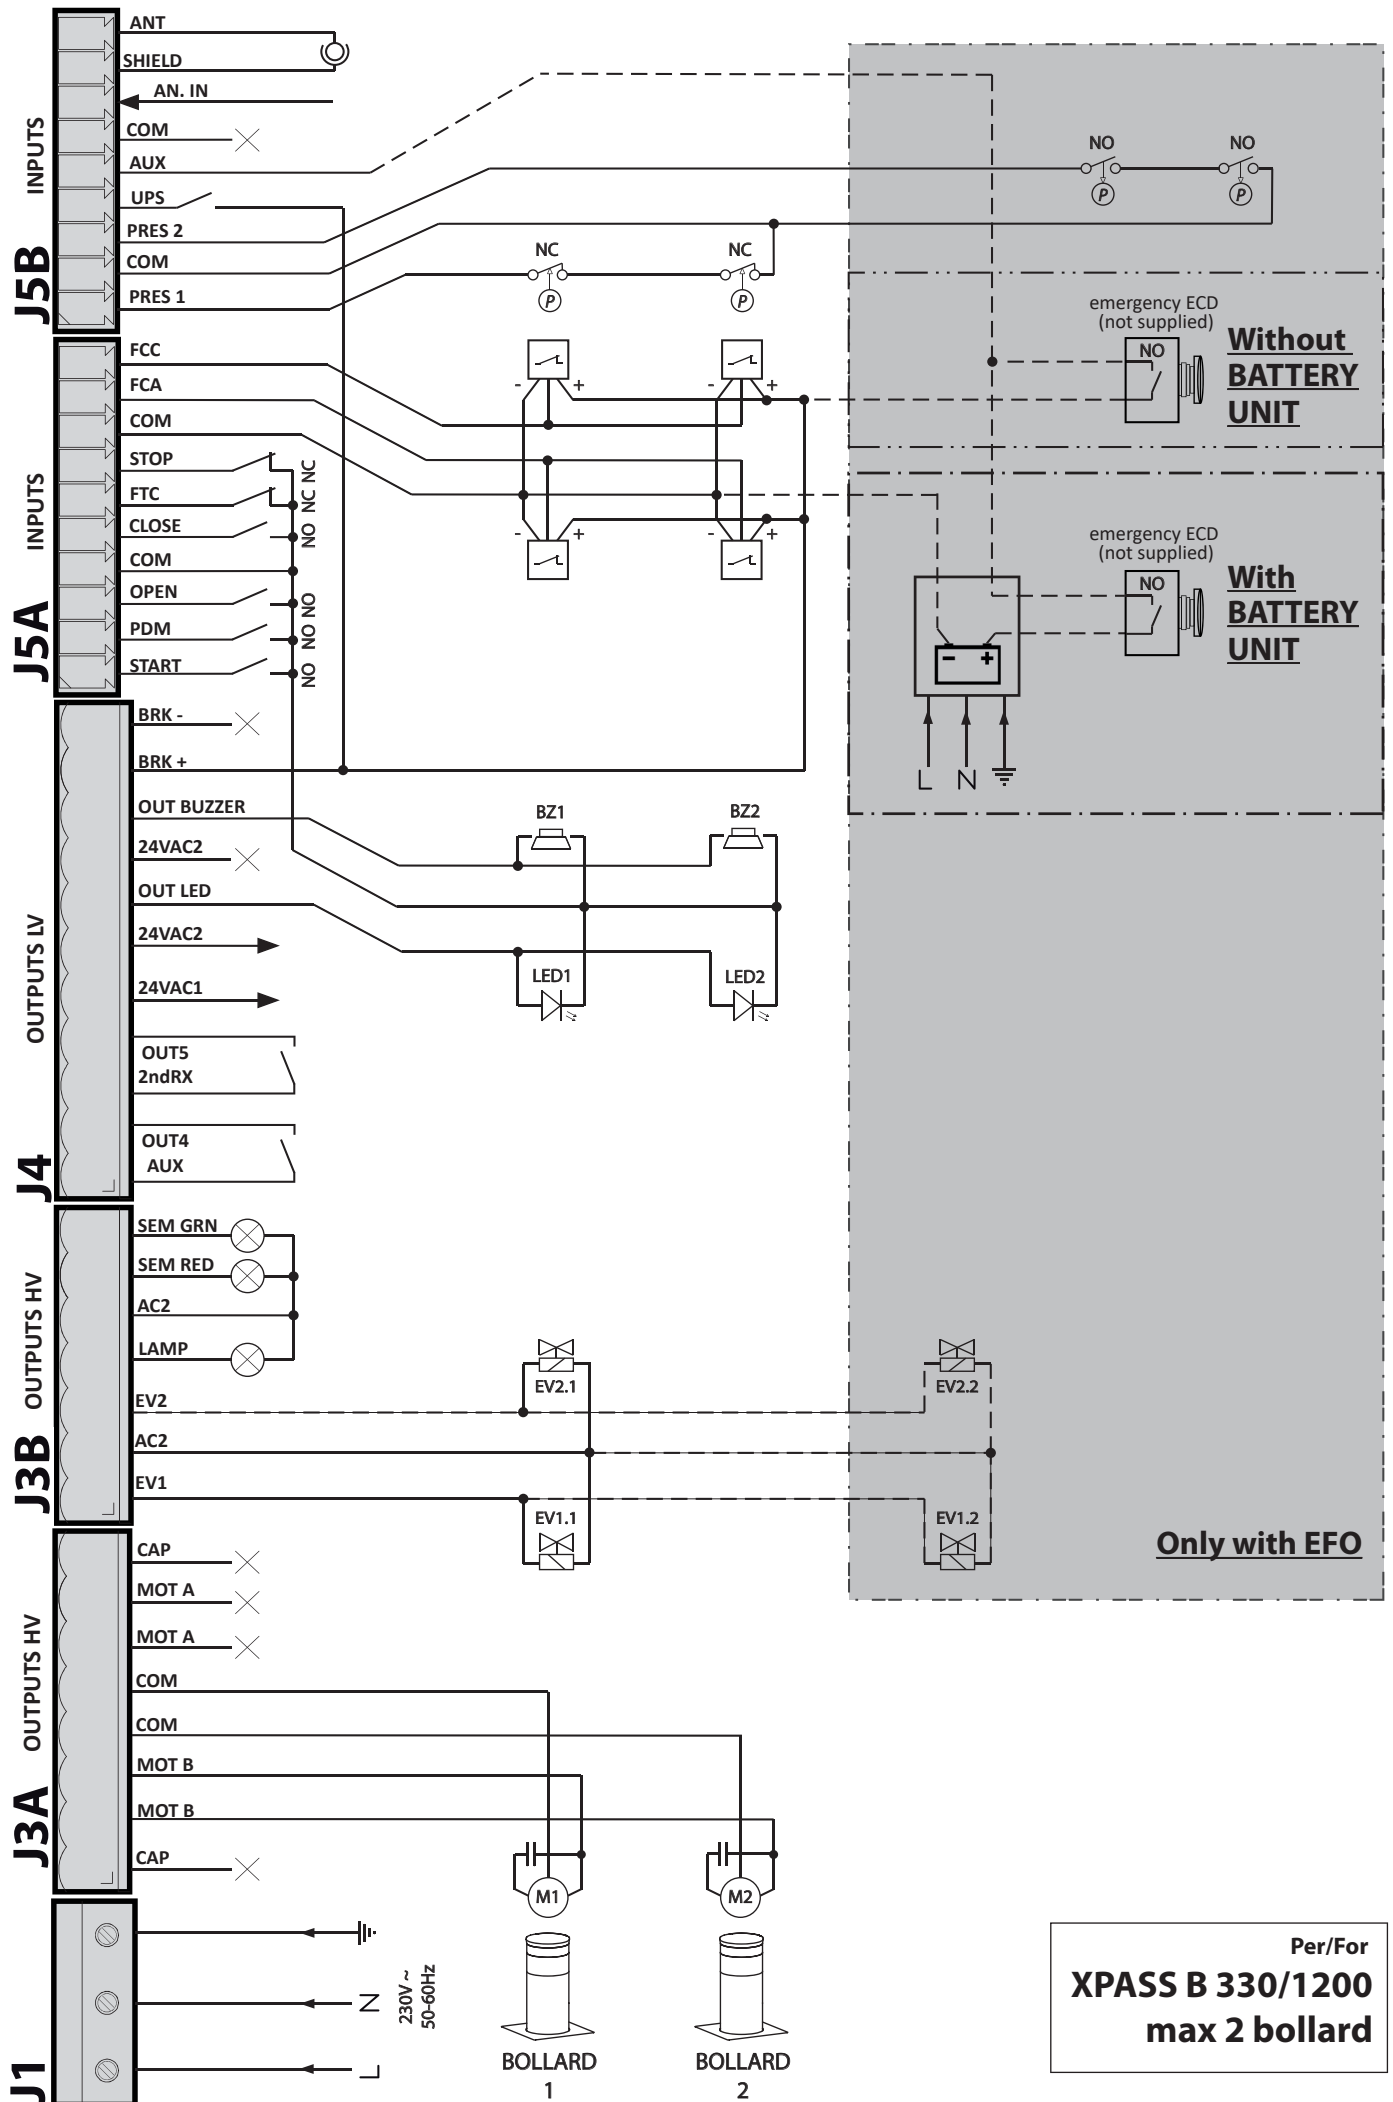 J5B
INPUTS
ANT
SHIELD
AN. IN
COM
AUX
UPS
PRES 2
COM
PRES 1
NO
NO
P
P
NC
NC
P
P
J5A
INPUTS
FCC
FCA
COM
STOP
FTC
CLOSE
COM
OPEN
PDM
START
NC
NC
NO
NO
NO
NO
- +
- +
- +
- +
emergency ECD
(not supplied)
NO
Without
BATTERY
UNIT
emergency ECD
(not supplied)
NO
With
BATTERY
UNIT
- +
L N
J4
OUTPUTS LV
BRK -
BRK +
OUT BUZZER
24VAC2
OUT LED
24VAC2
24VAC1
OUT5
2ndRX
OUT4
AUX
BZ1
BZ2
LED1
LED2
J3B
OUTPUTS HV
SEM GRN
SEM RED
AC2
LAMP
EV2
AC2
EV1
EV2.1
EV2.2
EV1.1
EV1.2
Only with EFO
J3A
OUTPUTS HV
CAP
MOT A
MOT A
COM
COM
MOT B
MOT B
CAP
M1
M2
J1
N
L
230V ~
50-60Hz
BOLLARD
1
BOLLARD
2
Per/For
XPASS B 330/1200
max 2 bollard